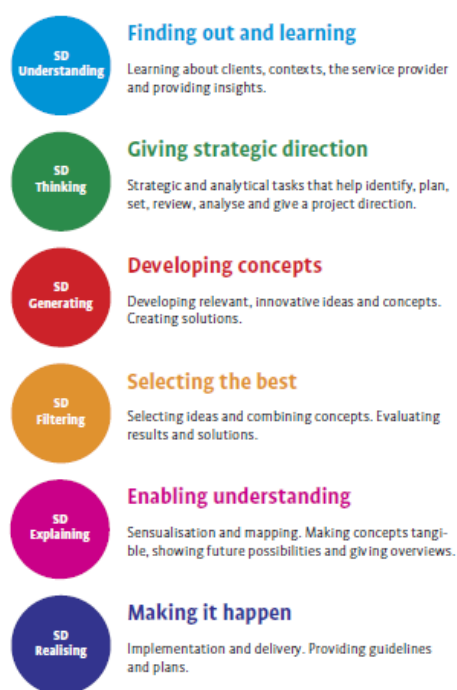 SD
Understanding
Finding out and learning
Learning about clients, contexts, the service provider
and providing insights.
SD
Thinking
Giving strategic direction
Strategic and analytical tasks that help identify, plan,
set, review, analyse and give a project direction.
SD
Generating
Developing concepts
Developing relevant, innovative ideas and concepts.
Creating solutions.
SD
Filtering
Selecting the best
Selecting ideas and combining concepts. Evaluating
results and solutions.
SD
Explaining
Enabling understanding
Sensualisation and mapping. Making concepts tangi-
ble, showing future possibilities and giving overviews.
SD
Realising
Making it happen
Implementation and delivery. Providing guidelines
and plans.